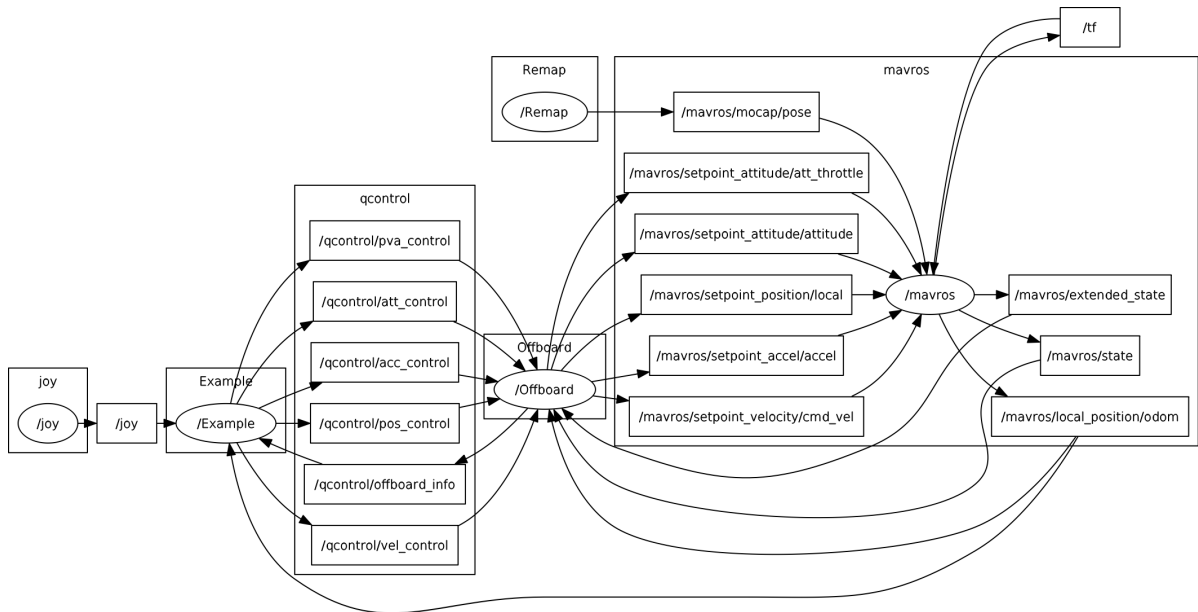 /tf
Remap
/Remap
mavros
/mavros/mocap/pose
/mavros/setpoint_attitude/att_throttle
/mavros/setpoint_attitude/attitude
/mavros/setpoint_position/local
/mavros/setpoint_accel/accel
/mavros/setpoint_velocity/cmd_vel
/mavros
/mavros/extended_state
/mavros/state
/mavros/local_position/odom
qcontrol
/qcontrol/pva_control
/qcontrol/att_control
/qcontrol/acc_control
/qcontrol/pos_control
/qcontrol/offboard_info
/qcontrol/vel_control
Offboard
/Offboard
joy
/joy
/joy
Example
/Example